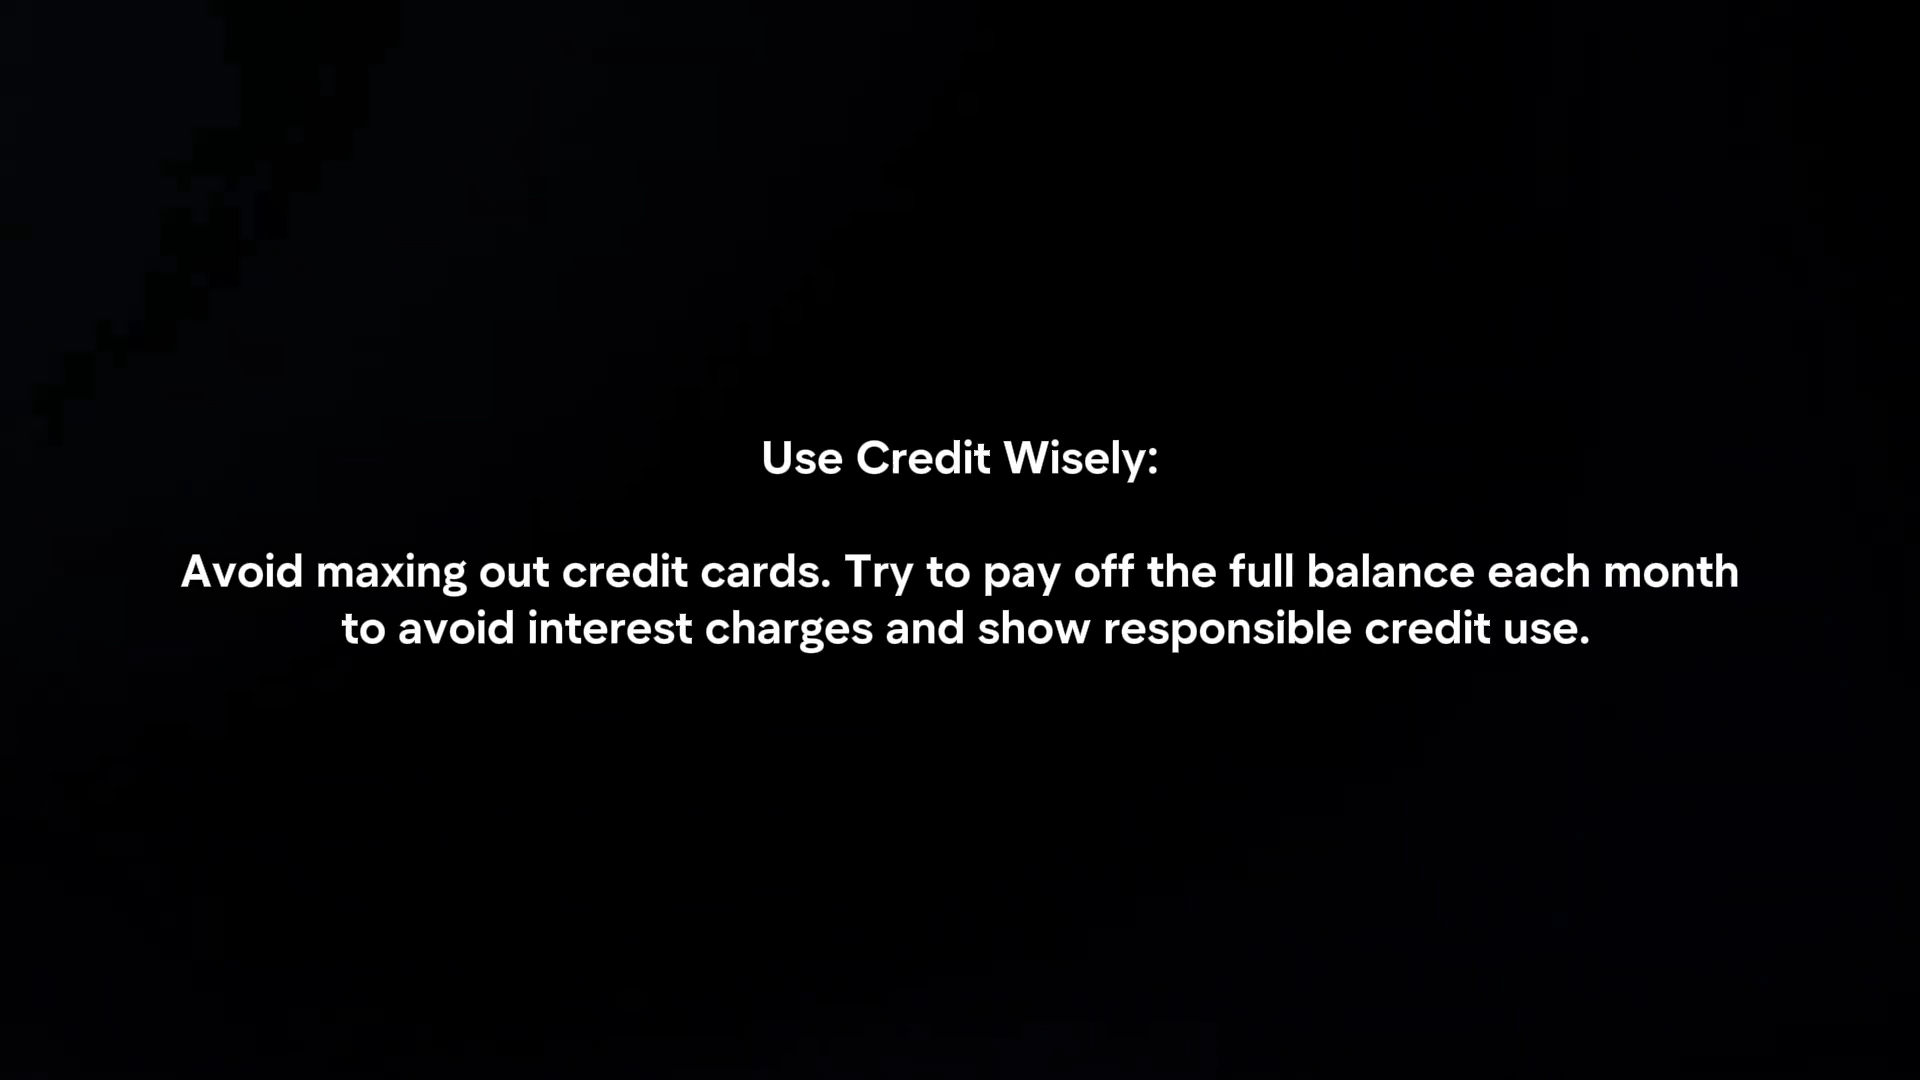 Use Credit Wisely:
Avoid maxing out credit cards. Try to pay off the full balance each month
to avoid interest charges and show responsible credit use.